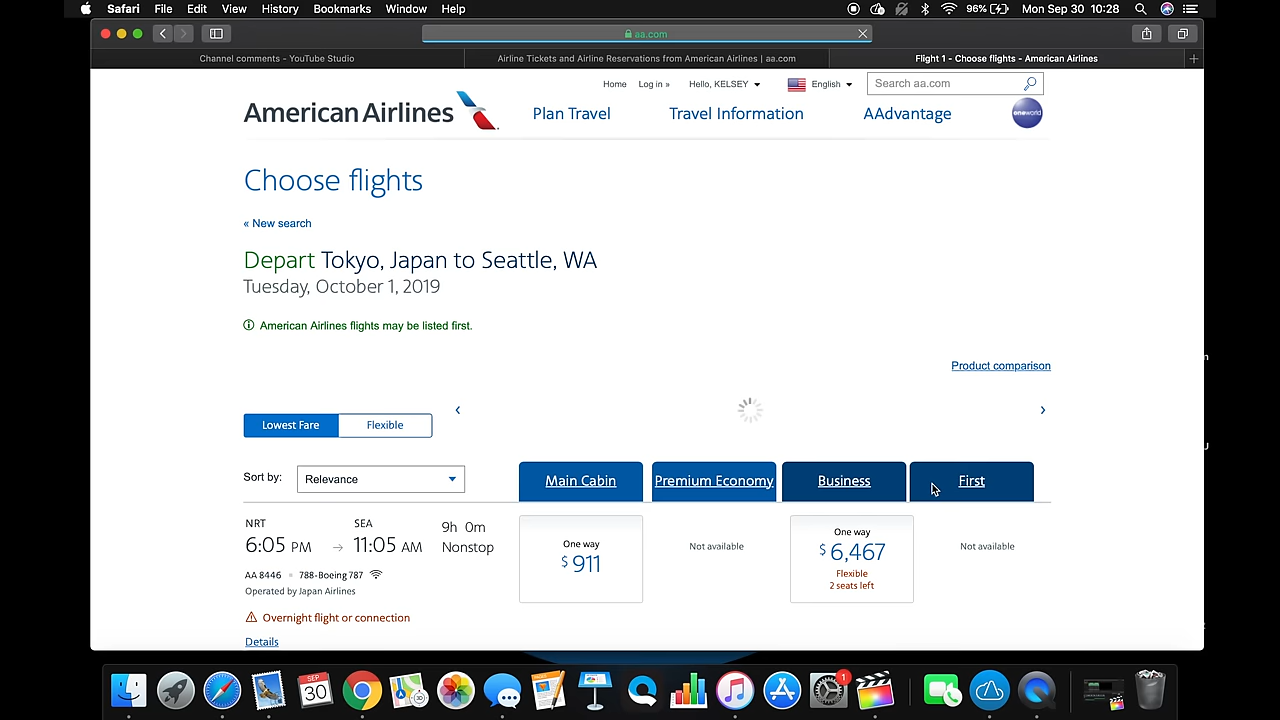 Safari File Edit View History Bookmarks Window Help 96% Mon Sep 30 10:28
aa.com
Channel comments - YouTube Studio
Airline Tickets and Airline Reservations from American Airlines | aa.com
Flight 1 - Choose flights - American Airlines
Home Log in » Hello, KELSEY English Search aa.com
American Airlines Plan Travel Travel Information AAdvantage oneworld
Choose flights
« New search
Depart Tokyo, Japan to Seattle, WA
Tuesday, October 1, 2019
American Airlines flights may be listed first.
Product comparison
Lowest Fare Flexible
Sort by: Relevance
Main Cabin Premium Economy Business First
NRT SEA 9h 0m
6:05 PM → 11:05 AM Nonstop
AA 8446 • 788-Boeing 787
Operated by Japan Airlines
Overnight flight or connection
Details
One way
$911
Not available
One way
$6,467
Flexible
2 seats left
Not available
SEP
30
1